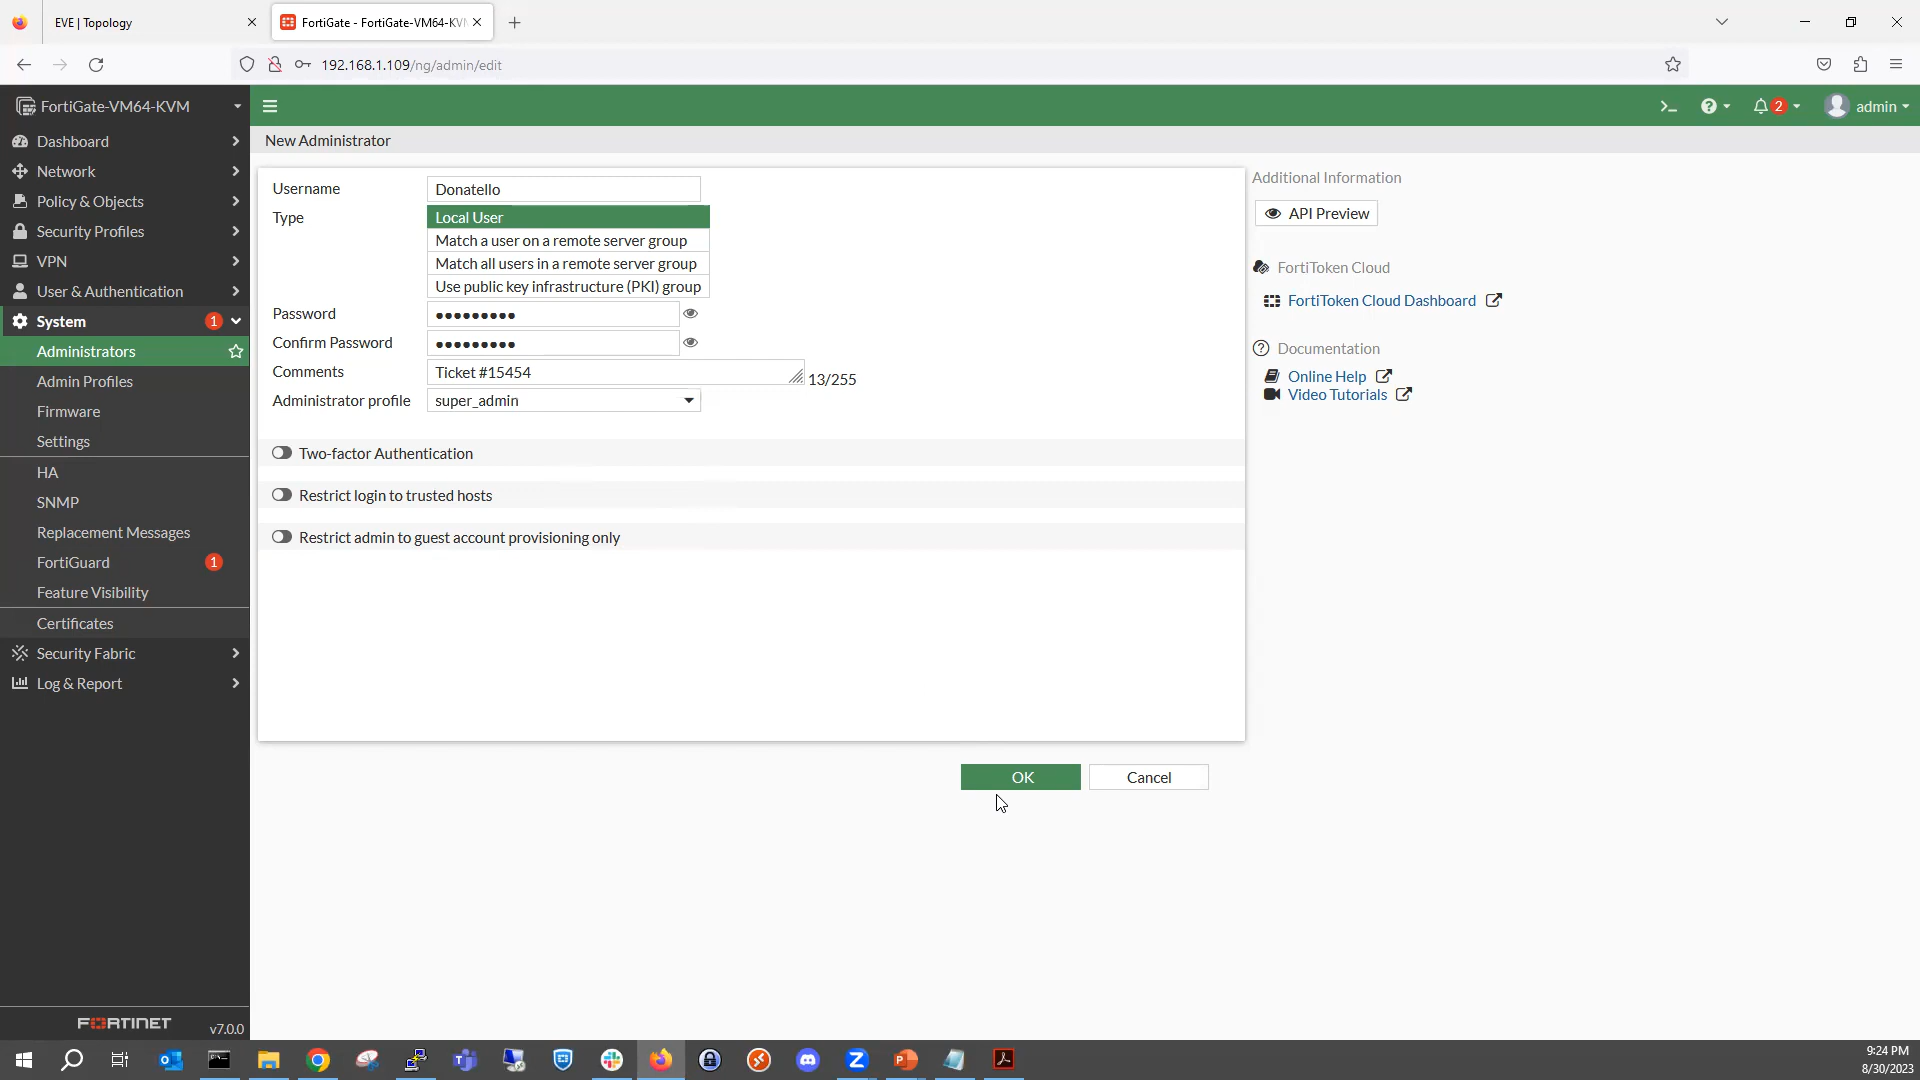 EVE | Topology
FortiGate - FortiGate-VM64-KV
192.168.1.109/ng/admin/edit
FortiGate-VM64-KVM
2
admin
Dashboard
Network
Policy & Objects
Security Profiles
VPN
User & Authentication
System 1
Administrators
Admin Profiles
Firmware
Settings
HA
SNMP
Replacement Messages
FortiGuard 1
Feature Visibility
Certificates
Security Fabric
Log & Report
FORTINET v7.0.0
New Administrator
Username Donatello
Type Local User
Match a user on a remote server group
Match all users in a remote server group
Use public key infrastructure (PKI) group
Password ●●●●●●●●●
Confirm Password ●●●●●●●●●
Comments Ticket #15454 13/255
Administrator profile super_admin
Two-factor Authentication
Restrict login to trusted hosts
Restrict admin to guest account provisioning only
OK Cancel
Additional Information
API Preview
FortiToken Cloud
FortiToken Cloud Dashboard
Documentation
Online Help
Video Tutorials
9:24 PM
8/30/2023